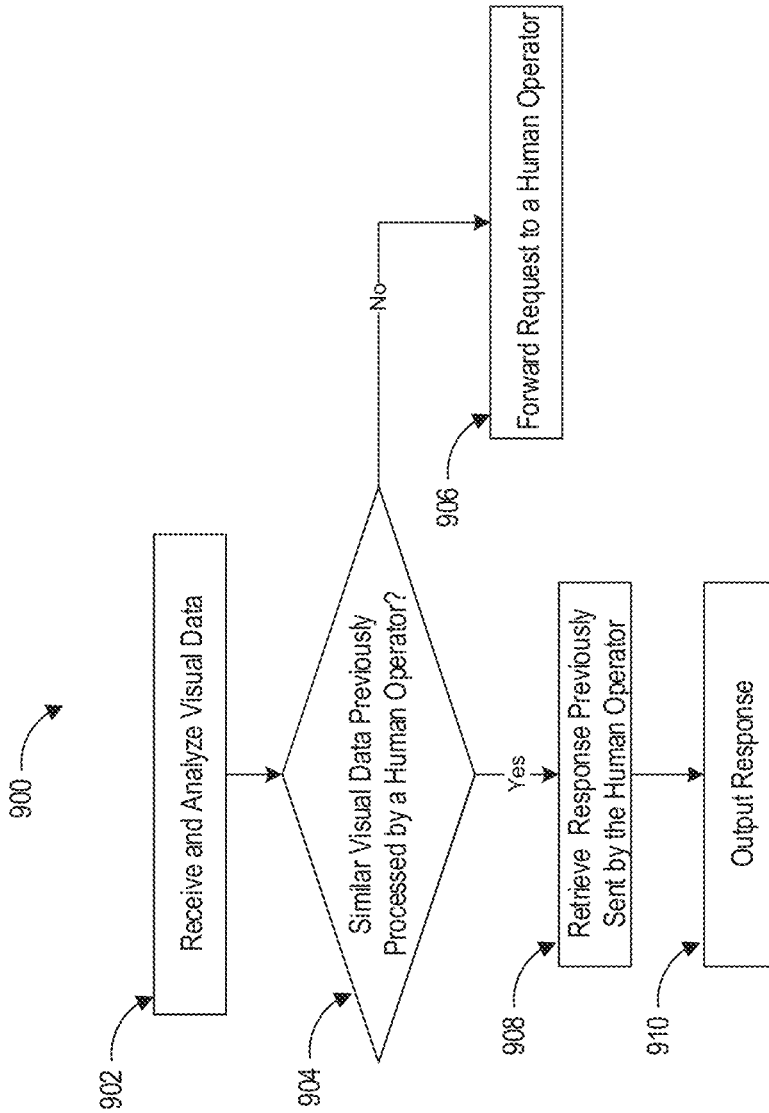 900
902
Receive and Analyze Visual Data
904
Similar Visual Data Previously
Processed by a Human Operator?
No
906
Forward Request to a Human Operator
Yes
908
Retrieve Response Previously
Sent by the Human Operator
910
Output Response